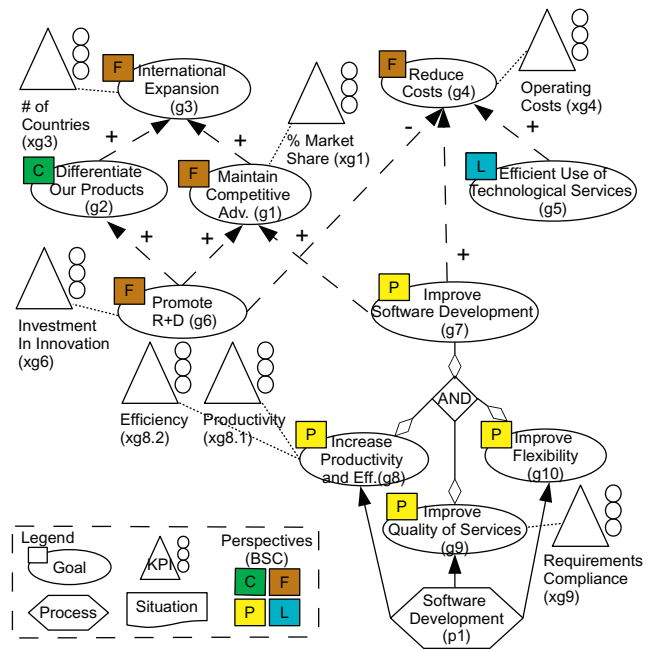 F
International
Expansion
(g3)
# of
Countries
(xg3)
F
Reduce
Costs (g4)
Operating
Costs (xg4)
% Market
Share (xg1)
+
+
-
+
C
Differentiate
Our Products
(g2)
F
Maintain
Competitive
Adv. (g1)
L
Efficient Use of
Technological Services
(g5)
+
+
+
+
Investment
In Innovation
(xg6)
F
Promote
R+D (g6)
P
Improve
Software Development
(g7)
Efficiency
(xg8.2)
Productivity
(xg8.1)
AND
P
Increase
Productivity
and Eff.(g8)
P
Improve
Flexibility
(g10)
P
Improve
Quality of Services
(g9)
Requirements
Compliance
(xg9)
Software
Development
(p1)
Legend
Goal
KPI
Perspectives
(BSC)
C F
P L
Process
Situation